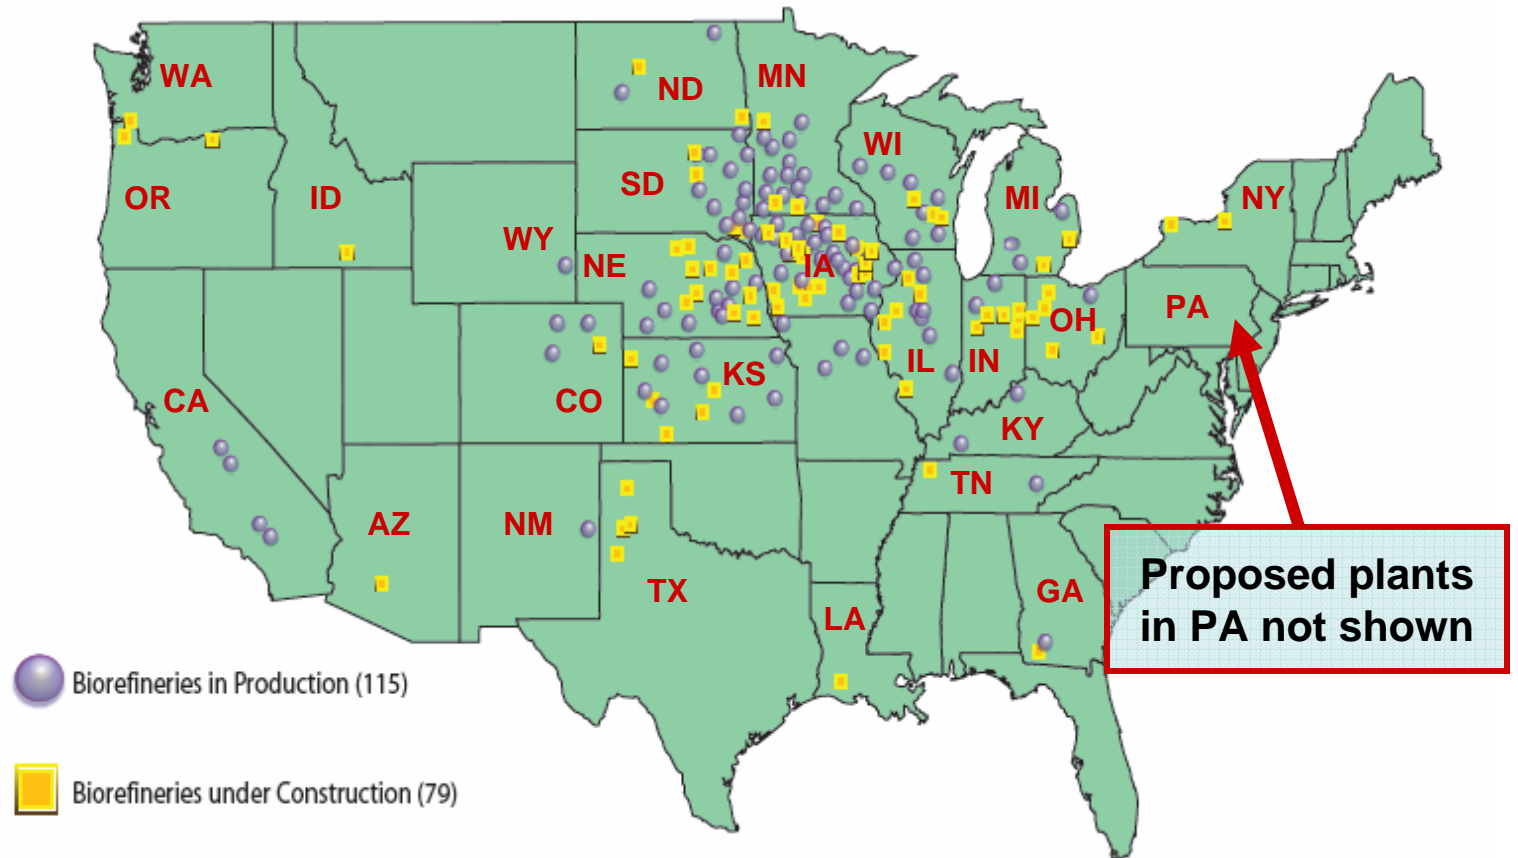 WA
ND
MN
WI
OR
ID
SD
MI
NY
WY
NE
IA
PA
OH
CA
CO
KS
IL
IN
KY
TN
AZ
NM
TX
LA
GA
Proposed plants
in PA not shown
Biorefineries in Production (115)
Biorefineries under Construction (79)